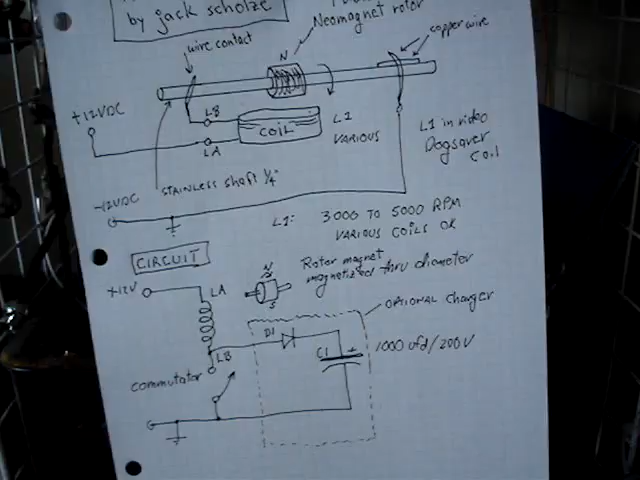 by jack scholze
Neomagnet rotor
wire contact
copper wire
N
+12VDC
LB
COIL
LA
L1
VARIOUS
L1 in video
Dogsaver
coil
STAINLESS shaft 1/4"
-12VDC
L1: 3000 TO 5000 RPM
VARIOUS COILS OK
CIRCUIT
Rotor magnet
magnetized thru diameter
N
S
+12V
LA
OPTIONAL charger
D1
LB
C1
+
1000 ufd/200V
commutator